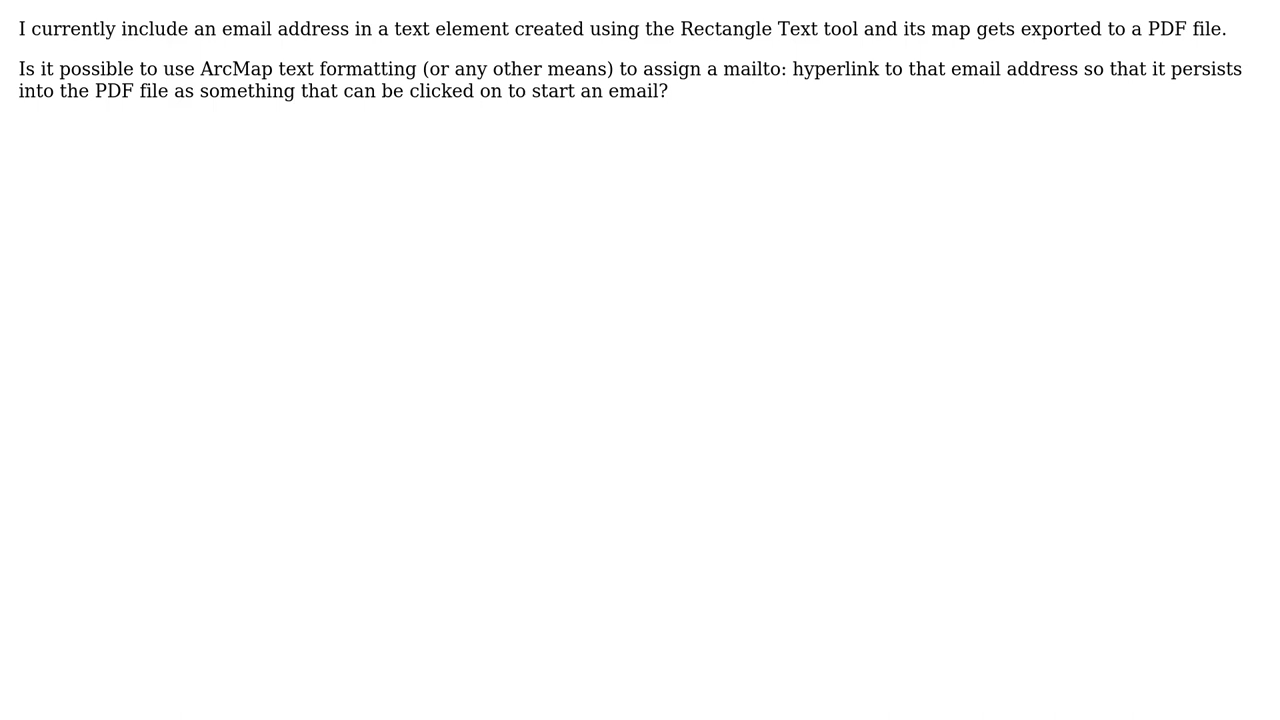 I currently include an email address in a text element created using the Rectangle Text tool and its map gets exported to a PDF file.
Is it possible to use ArcMap text formatting (or any other means) to assign a mailto: hyperlink to that email address so that it persists
into the PDF file as something that can be clicked on to start an email?